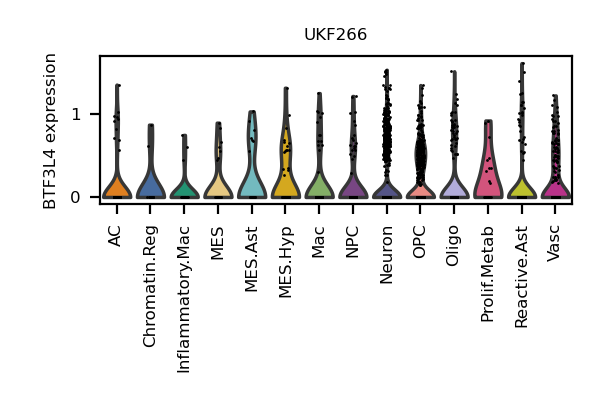 UKF266
BTF3L4 expression
1
0
AC
Chromatin.Reg
Inflammatory.Mac
MES
MES.Ast
MES.Hyp
Mac
NPC
Neuron
OPC
Oligo
Prolif.Metab
Reactive.Ast
Vasc